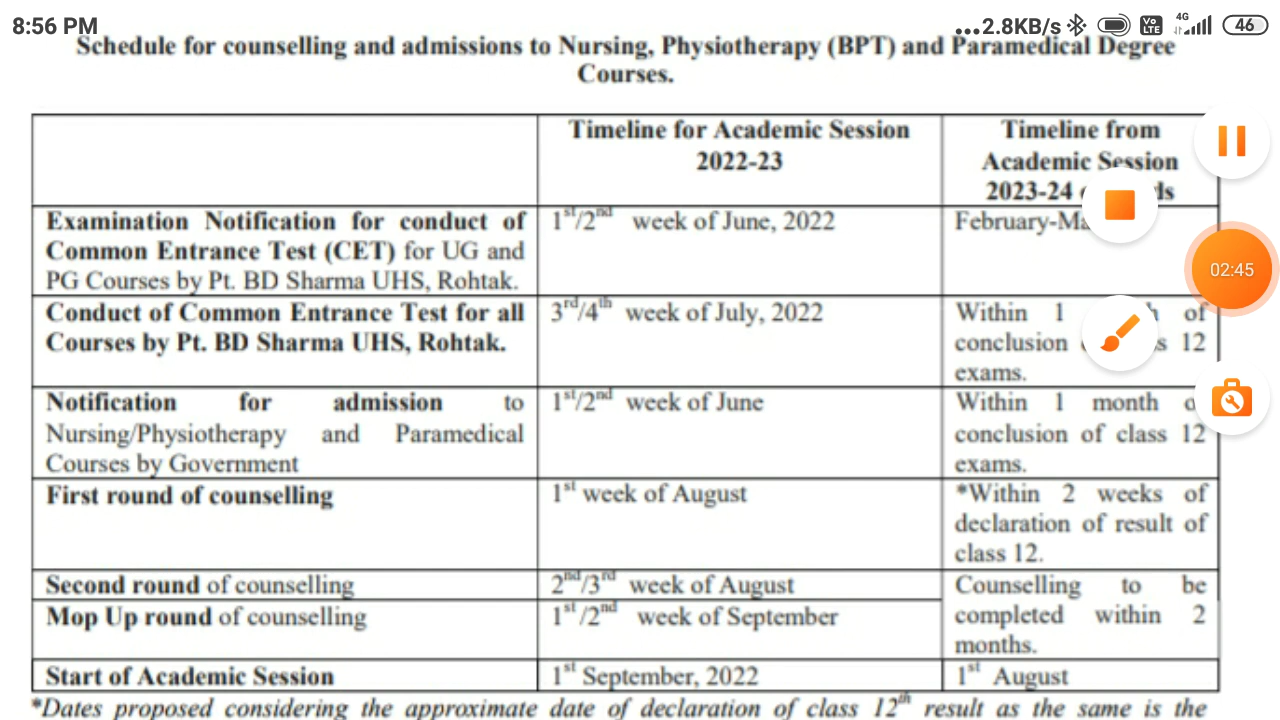 8:56 PM
...2.8KB/s
Vo
LTE
4G
46
Schedule for counselling and admissions to Nursing, Physiotherapy (BPT) and Paramedical Degree
Courses.
Timeline for Academic Session
2022-23
Timeline from
Academic Session
2023-24
Examination Notification for conduct of
Common Entrance Test (CET) for UG and
PG Courses by Pt. BD Sharma UHS, Rohtak.
1st/2nd week of June, 2022
Conduct of Common Entrance Test for all
Courses by Pt. BD Sharma UHS, Rohtak.
3rd/4th week of July, 2022
Within 1 of
conclusion 12
exams.
Notification for admission to
Nursing/Physiotherapy and Paramedical
Courses by Government
1st/2nd week of June
Within 1 month
conclusion of class 12
exams.
First round of counselling
1st week of August
*Within 2 weeks of
declaration of result of
class 12.
Second round of counselling
2nd/3rd week of August
Mop Up round of counselling
1st/2nd week of September
Counselling to be
completed within 2
months.
Start of Academic Session
1st September, 2022
1st August
*Dates proposed considering the approximate date of declaration of class 12th result as the same is the
02:45